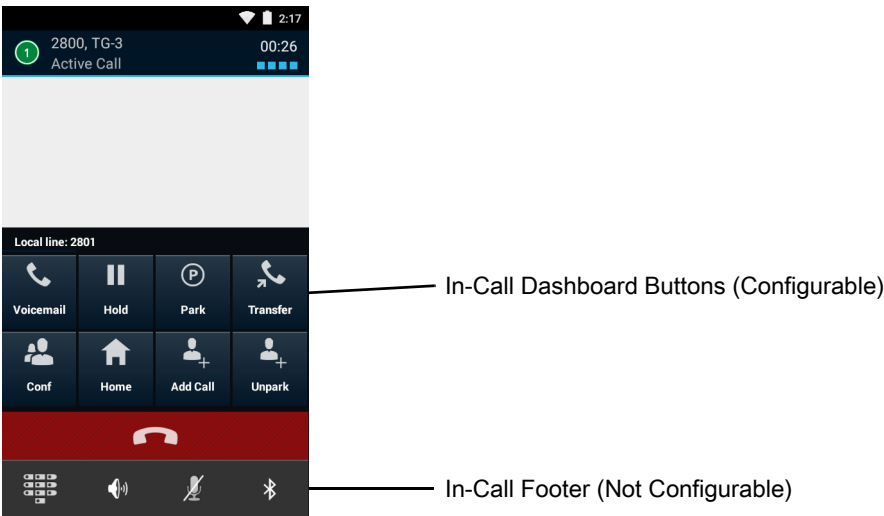 2:17
1
2800, TG-3
00:26
Active Call
Local line: 2801
P
Voicemail
Hold
Park
Transfer
In-Call Dashboard Buttons (Configurable)
Conf
Home
Add Call
Unpark
In-Call Footer (Not Configurable)